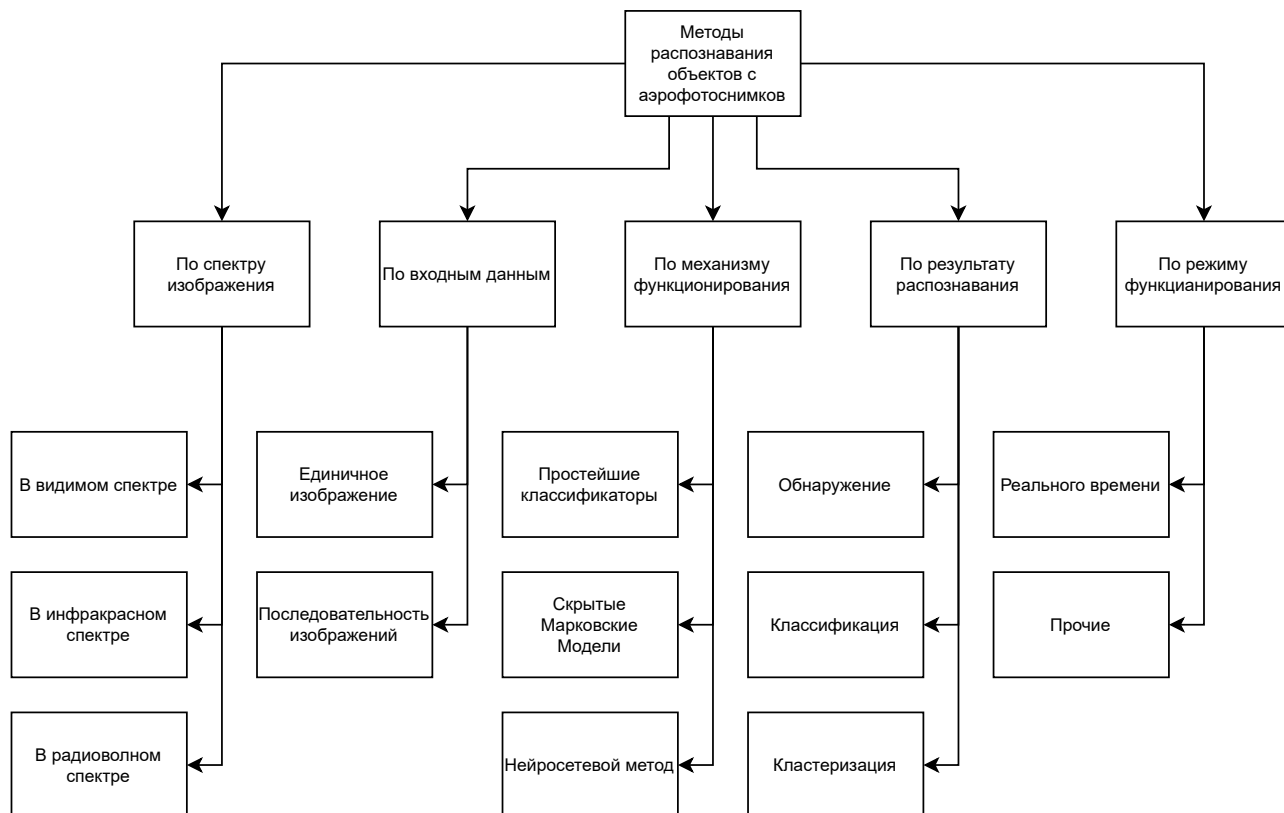 Методы
распознавания
объектов с
аэрофотоснимков
По спектру
изображения
По входным данным
По механизму
функционирования
По результату
распознавания
По режиму
функцианирования
В видимом спектре
Единичное
изображение
Простейшие
классификаторы
Обнаружение
Реального времени
В инфракрасном
спектре
Последовательность
изображений
Скрытые
Марковские
Модели
Классификация
Прочие
В радиоволном
спектре
Нейросетевой метод
Кластеризация